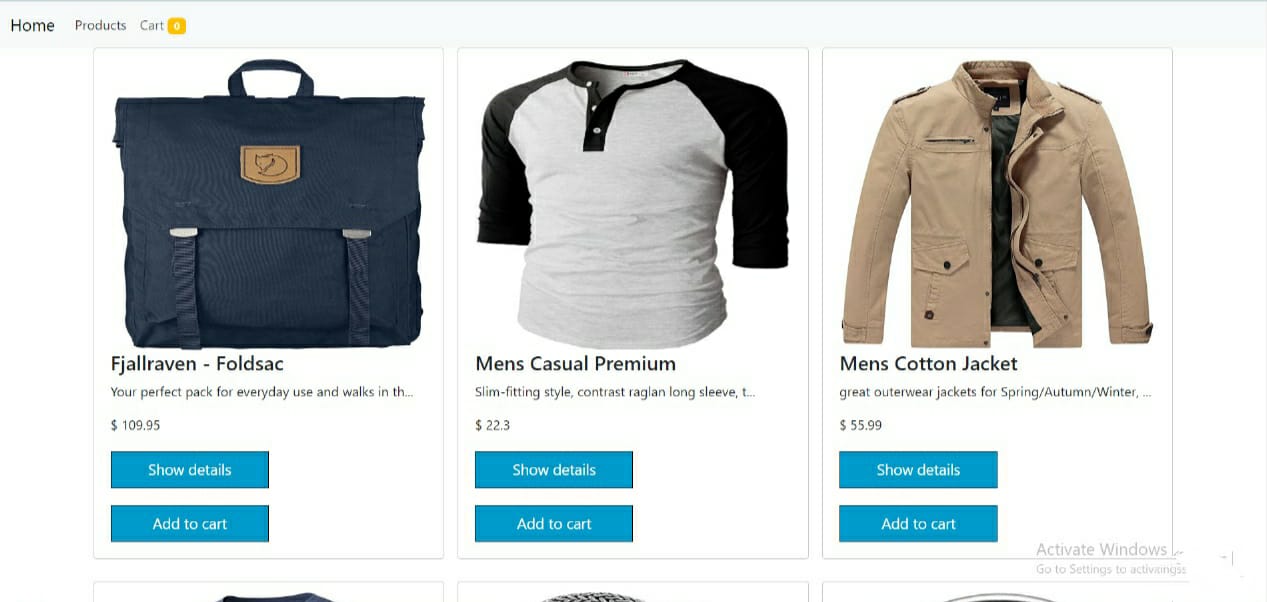 Home Products Cart 0
Fjallraven - Foldsac
Your perfect pack for everyday use and walks in th...
$ 109.95
Show details
Add to cart
Mens Casual Premium
Slim-fitting style, contrast raglan long sleeve, t...
$ 22.3
Show details
Add to cart
Mens Cotton Jacket
great outerwear jackets for Spring/Autumn/Winter, ...
$ 55.99
Show details
Add to cart
Activate Windows
Go to Settings to